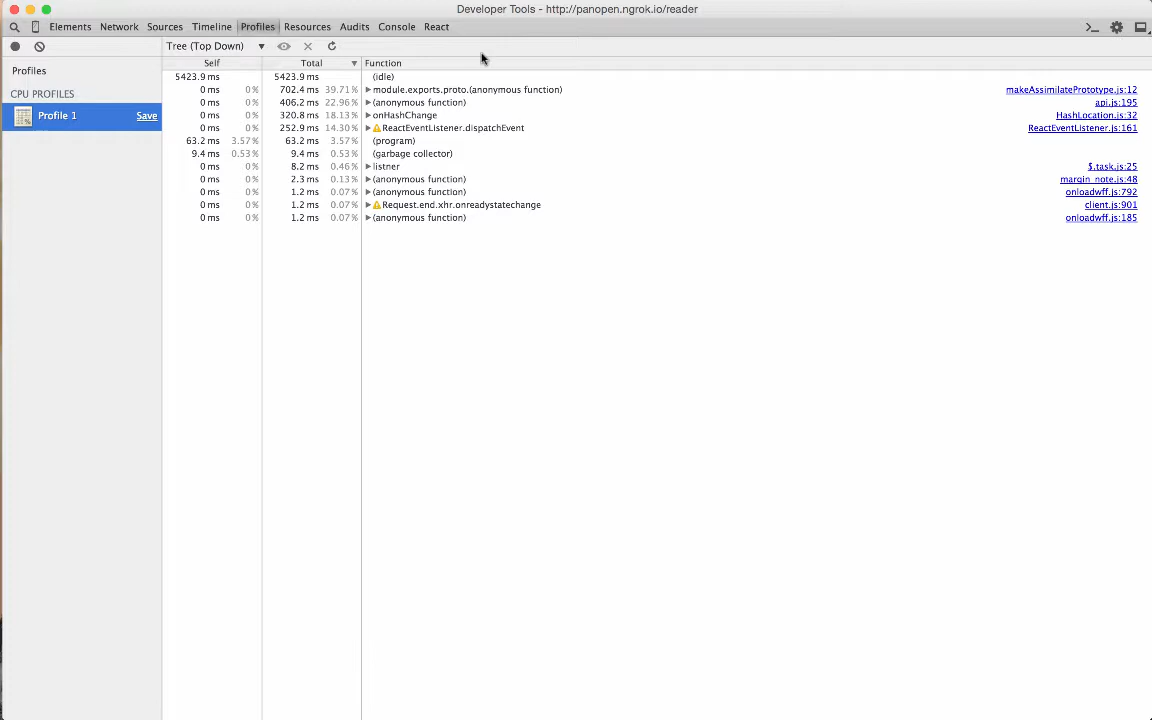 Developer Tools - http://panopen.ngrok.io/reader
Elements Network Sources Timeline Profiles Resources Audits Console React
Tree (Top Down)
Profiles
CPU PROFILES
Profile 1 Save
Self Total Function
5423.9 ms 5423.9 ms (idle)
0 ms 0 % 702.4 ms 39.71 % module.exports.proto.(anonymous function) makeAssimilatePrototype.js:12
0 ms 0 % 406.2 ms 22.96 % (anonymous function) api.js:195
0 ms 0 % 320.8 ms 18.13 % onHashChange HashLocation.js:32
0 ms 0 % 252.9 ms 14.30 % ReactEventListener.dispatchEvent ReactEventListener.js:161
63.2 ms 3.57 % 63.2 ms 3.57 % (program)
9.4 ms 0.53 % 9.4 ms 0.53 % (garbage collector)
0 ms 0 % 8.2 ms 0.46 % listner $.task.js:25
0 ms 0 % 2.3 ms 0.13 % (anonymous function) margin_note.js:48
0 ms 0 % 1.2 ms 0.07 % (anonymous function) onloadwff.js:792
0 ms 0 % 1.2 ms 0.07 % Request.end.xhr.onreadystatechange client.js:901
0 ms 0 % 1.2 ms 0.07 % (anonymous function) onloadwff.js:185